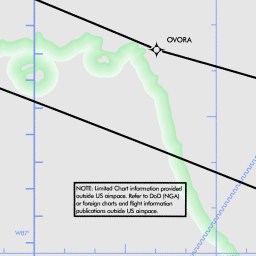 OVORA
NOTE: Limited Chart information provided
outside US airspace. Refer to DoD (NGA)
or foreign charts and flight information
publications outside US airspace.
W87°